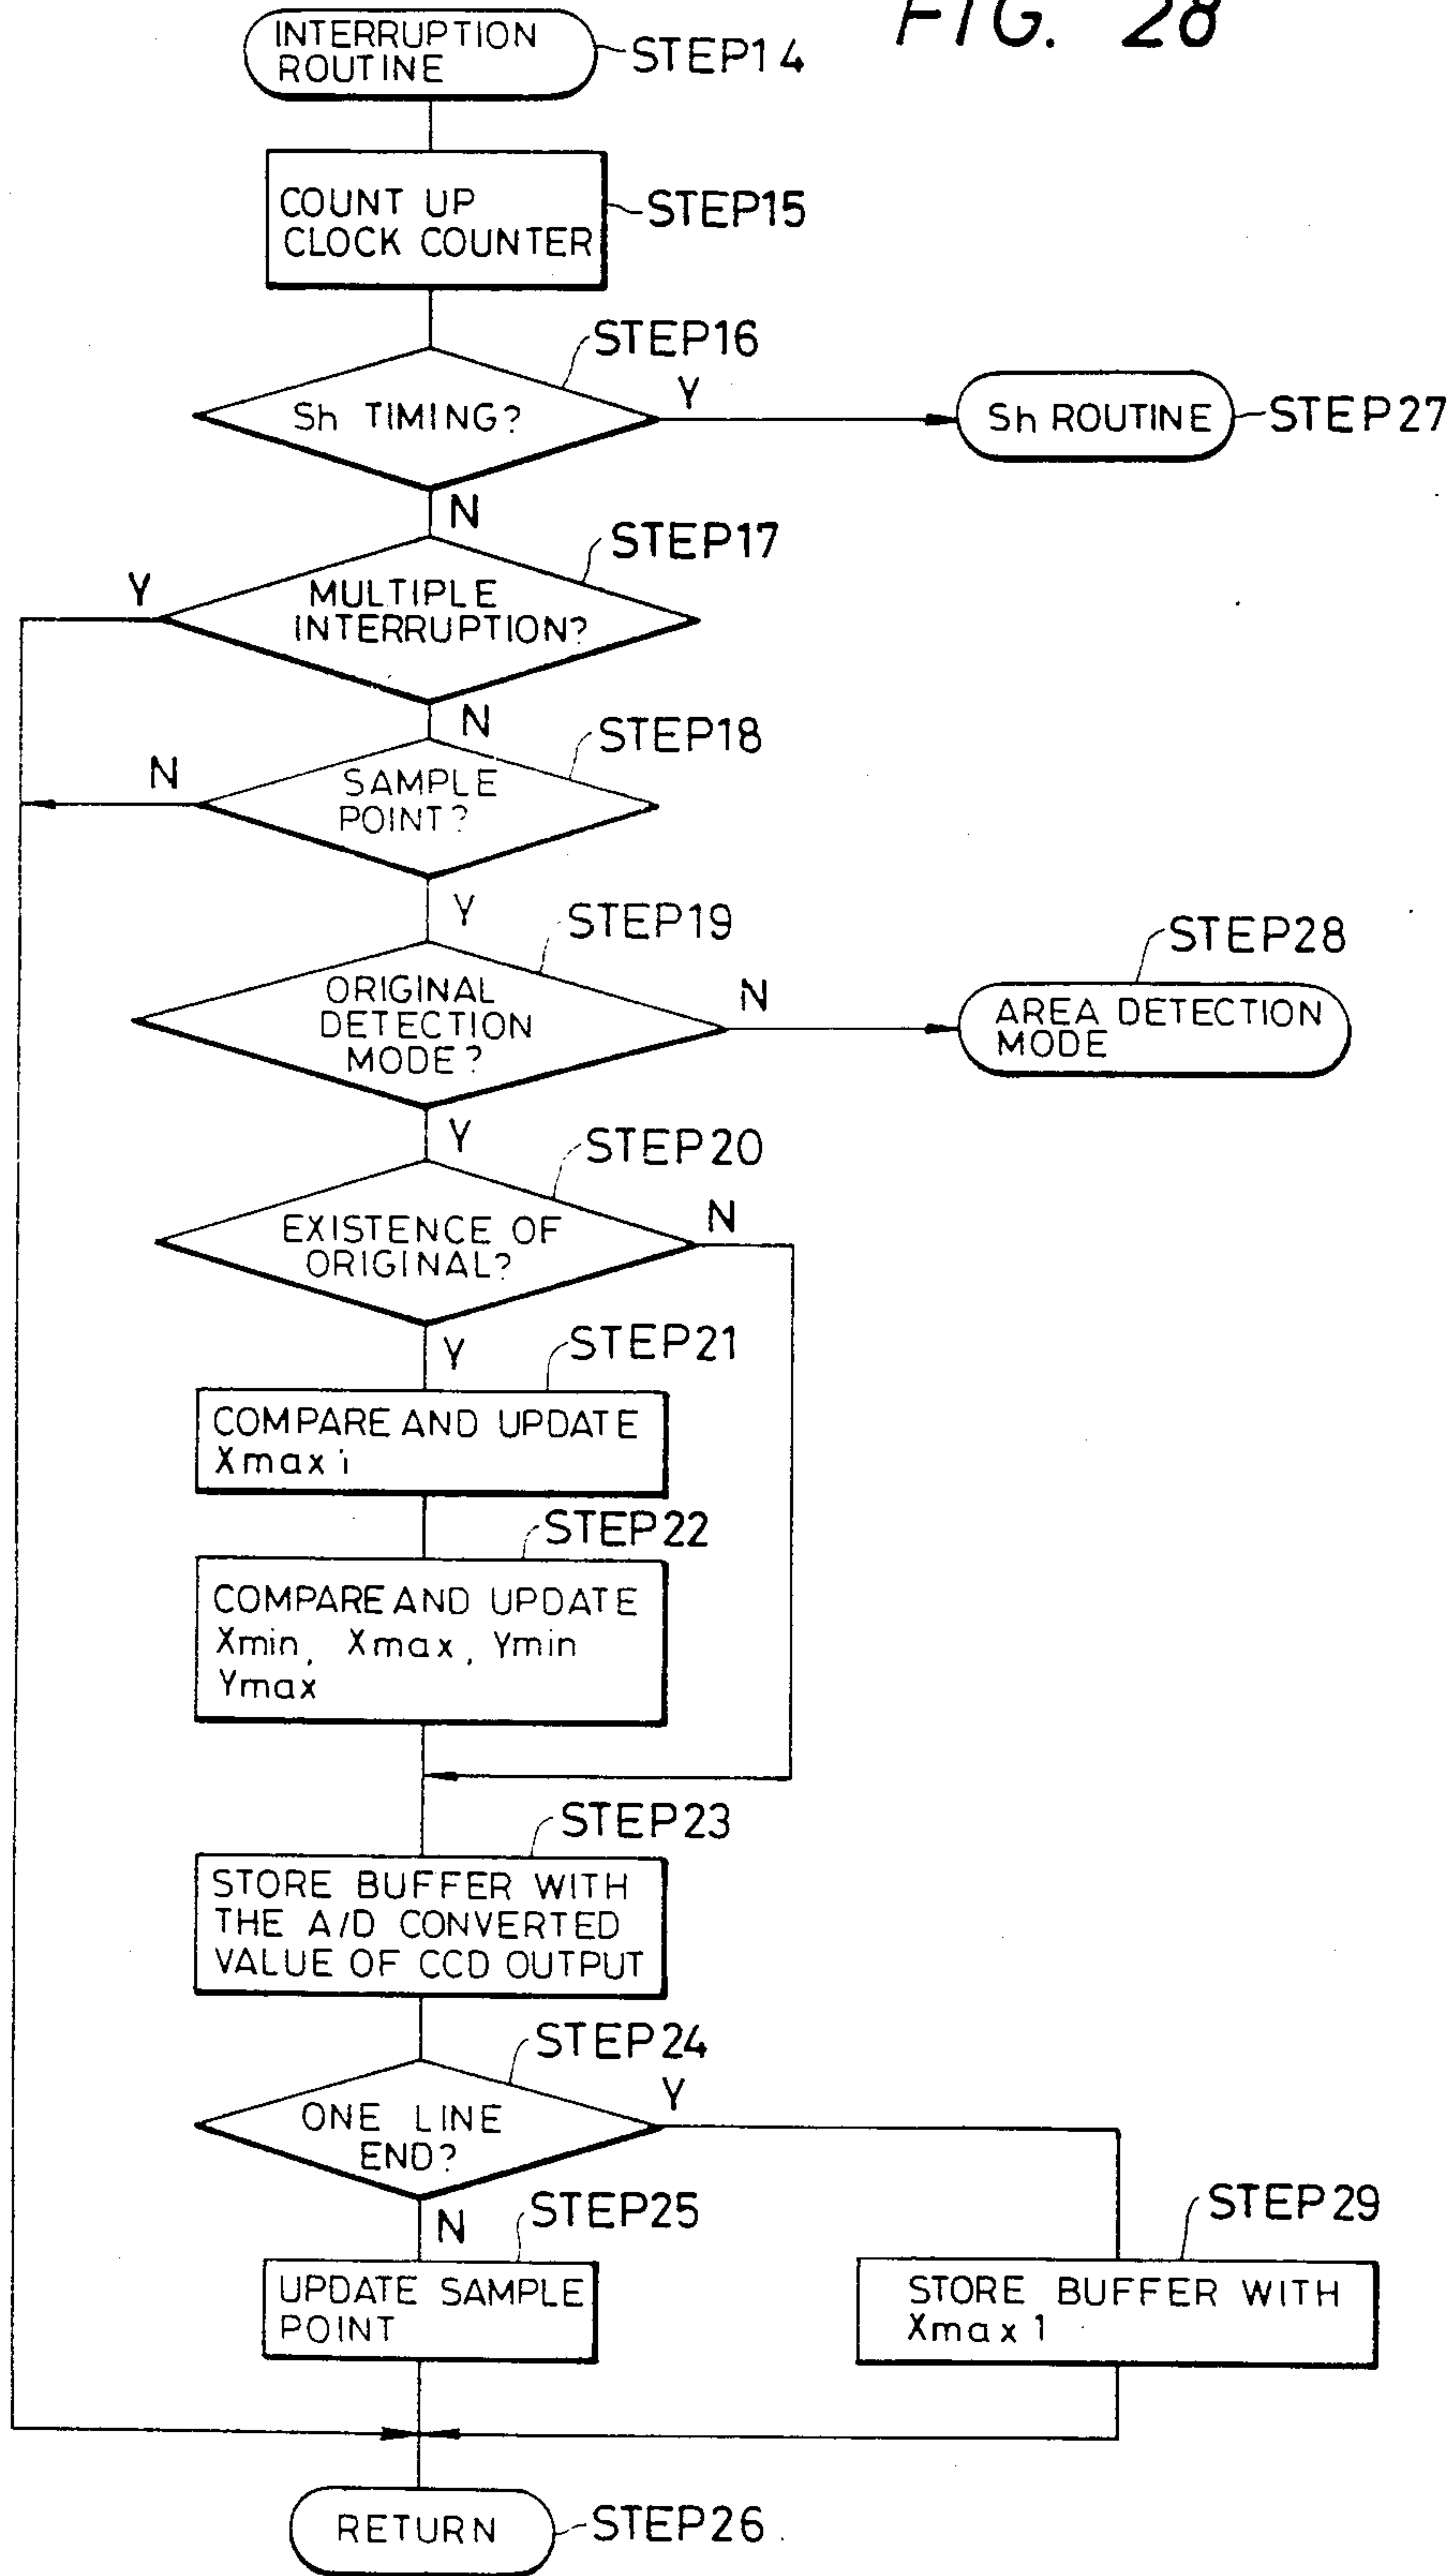 FIG. 28
INTERRUPTION
ROUTINE
STEP14
COUNT UP
CLOCK COUNTER
STEP15
STEP16
Sh TIMING?
Y
Sh ROUTINE
STEP27
N
STEP17
MULTIPLE
INTERRUPTION?
Y
N
STEP18
SAMPLE
POINT?
N
Y
STEP19
ORIGINAL
DETECTION
MODE?
N
STEP28
AREA DETECTION
MODE
Y
STEP20
EXISTENCE OF
ORIGINAL?
N
Y
STEP21
COMPARE AND UPDATE
Xmax i
STEP22
COMPARE AND UPDATE
Xmin, Xmax, Ymin
Ymax
STEP23
STORE BUFFER WITH
THE A/D CONVERTED
VALUE OF CCD OUTPUT
STEP24
ONE LINE
END?
Y
N
STEP25
UPDATE SAMPLE
POINT
STEP29
STORE BUFFER WITH
Xmax 1
RETURN
STEP26